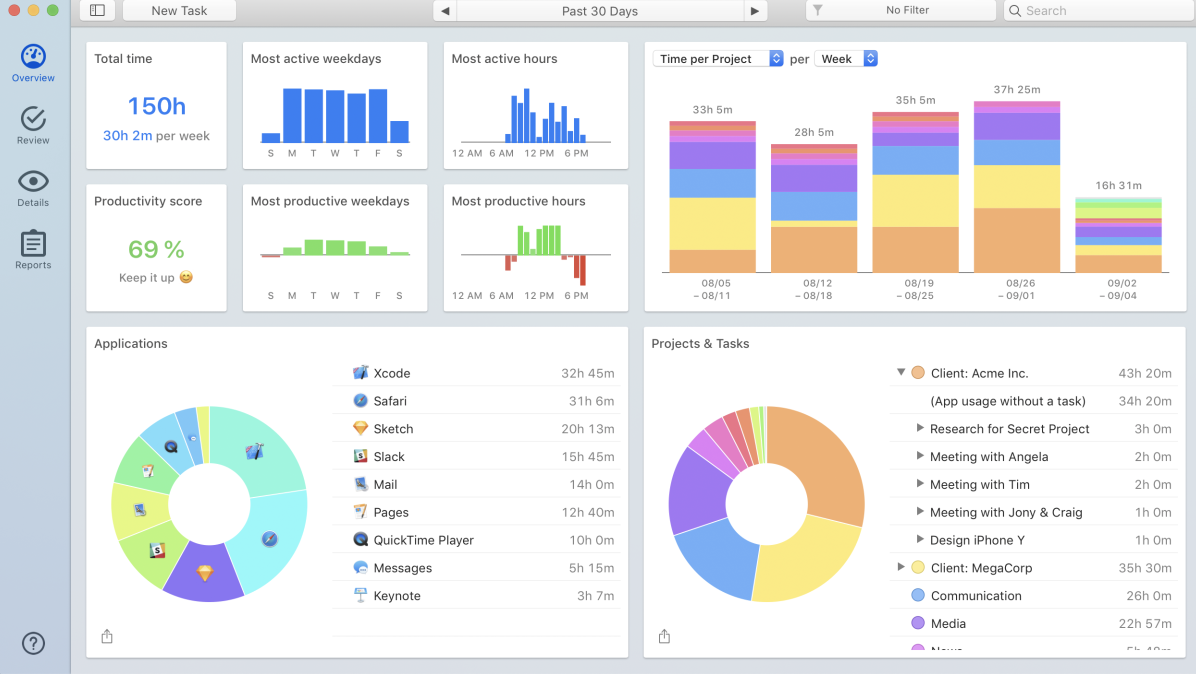 New Task
Past 30 Days
No Filter
Search
Overview
Review
Details
Reports
Total time
150h
30h 2m per week
Most active weekdays
S M T W T F S
Most active hours
12 AM 6 AM 12 PM 6 PM
Productivity score
69 %
Keep it up 😊
Most productive weekdays
S M T W T F S
Most productive hours
12 AM 6 AM 12 PM 6 PM
Time per Project per Week
33h 5m
28h 5m
35h 5m
37h 25m
16h 31m
08/05 – 08/11
08/12 – 08/18
08/19 – 08/25
08/26 – 09/01
09/02 – 09/04
Applications
Xcode 32h 45m
Safari 31h 6m
Sketch 20h 13m
Slack 15h 45m
Mail 14h 0m
Pages 12h 40m
QuickTime Player 10h 0m
Messages 5h 15m
Keynote 3h 7m
Projects & Tasks
Client: Acme Inc. 43h 20m
(App usage without a task) 34h 20m
Research for Secret Project 3h 0m
Meeting with Angela 2h 0m
Meeting with Tim 2h 0m
Meeting with Jony & Craig 1h 0m
Design iPhone Y 1h 0m
Client: MegaCorp 35h 30m
Communication 26h 0m
Media 22h 57m